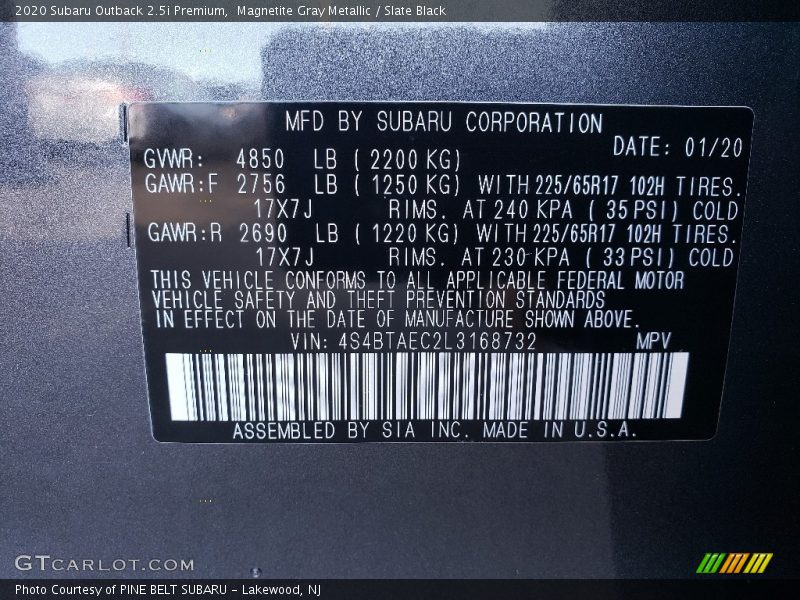 2020 Subaru Outback 2.5i Premium,  Magnetite Gray Metallic / Slate Black
MFD BY SUBARU CORPORATION
DATE: 01/20
GVWR: 4850 LB ( 2200 KG)
GAWR:F 2756 LB ( 1250 KG) WITH 225/65R17 102H TIRES.
17X7J RIMS. AT 240 KPA ( 35 PSI) COLD
GAWR:R 2690 LB ( 1220 KG) WITH 225/65R17 102H TIRES.
17X7J RIMS. AT 230 KPA ( 33 PSI) COLD
THIS VEHICLE CONFORMS TO ALL APPLICABLE FEDERAL MOTOR
VEHICLE SAFETY AND THEFT PREVENTION STANDARDS
IN EFFECT ON THE DATE OF MANUFACTURE SHOWN ABOVE.
VIN: 4S4BTAEC2L3168732 MPV
ASSEMBLED BY SIA INC. MADE IN U.S.A.
GTCARLOT.COM
Photo Courtesy of PINE BELT SUBARU - Lakewood, NJ